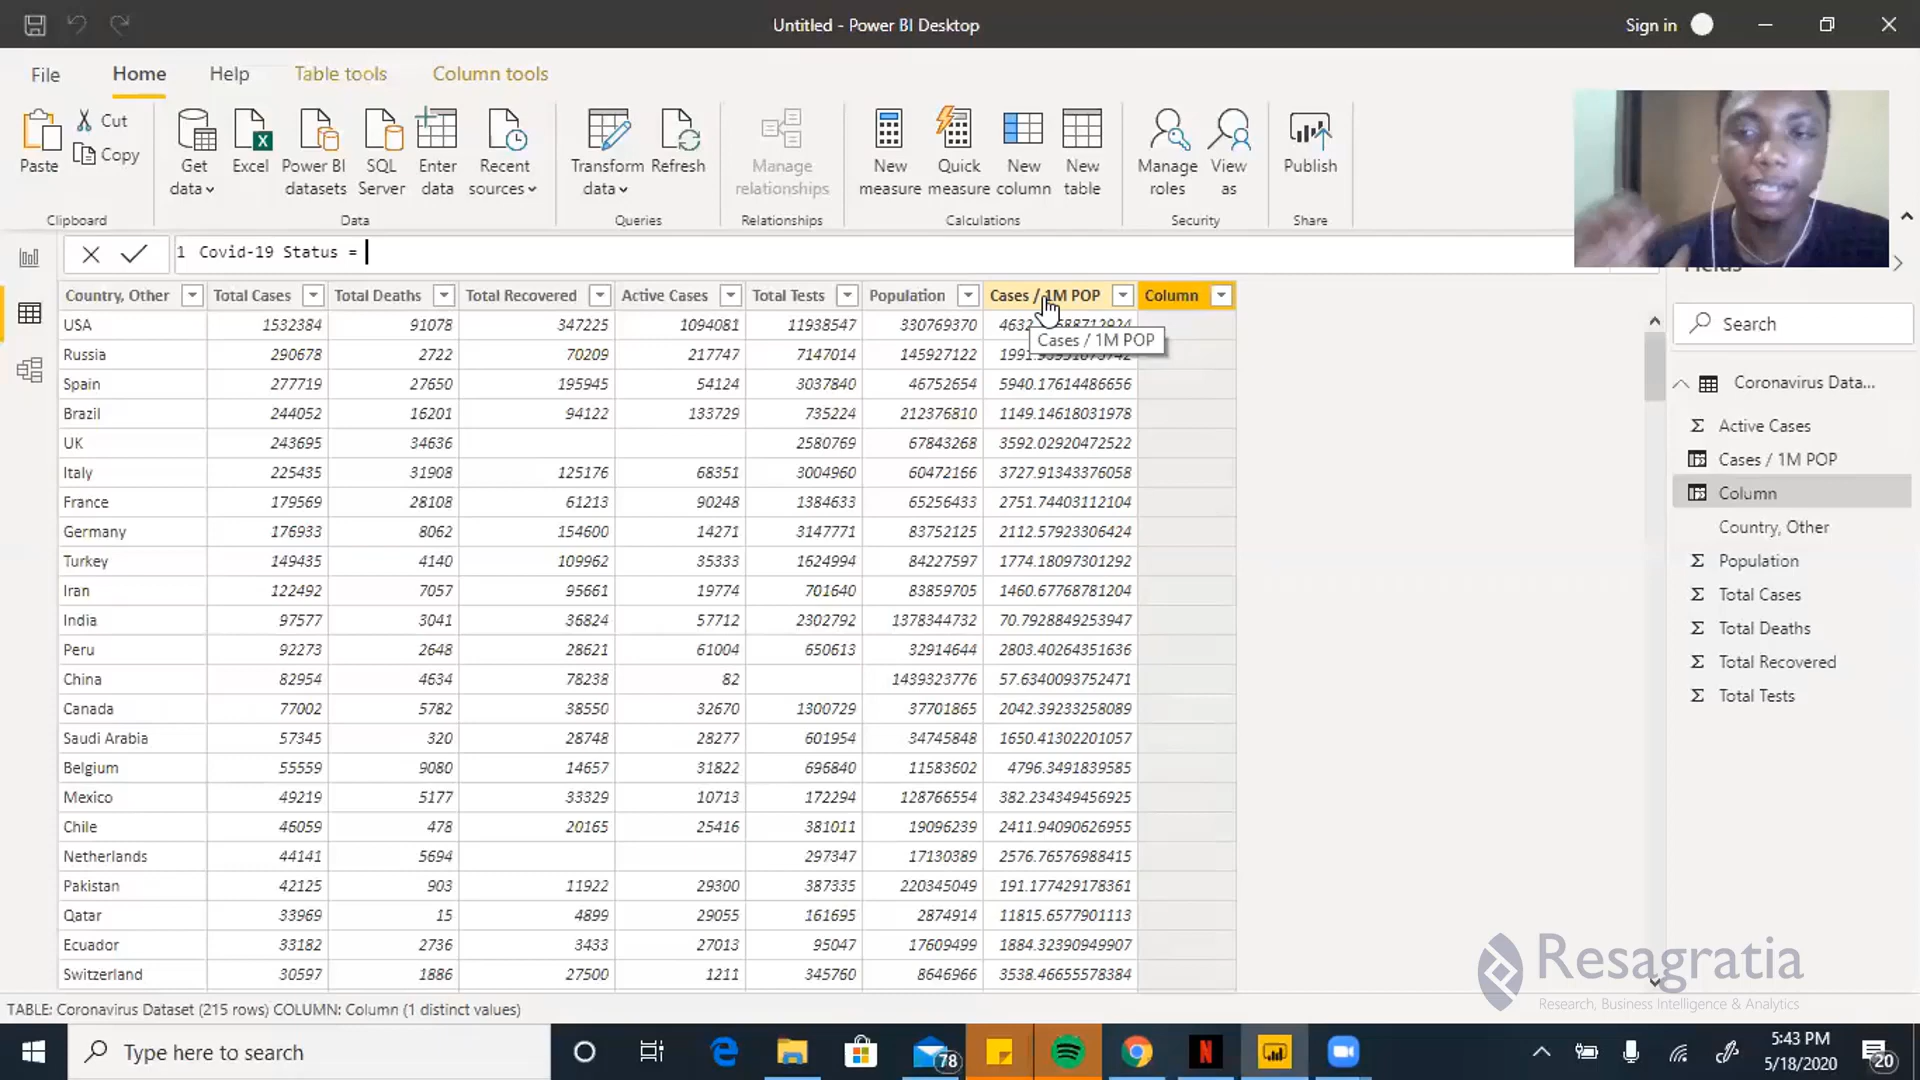 Untitled - Power BI Desktop
Sign in
File Home Help Table tools Column tools
Paste
Cut
Copy
Get data
Excel
Power BI datasets
SQL Server
Enter data
Recent sources
Transform data
Refresh
Manage relationships
New measure
Quick measure
New column
New table
Manage roles
View as
Publish
Clipboard Data Queries Relationships Calculations Security Share
1 Covid-19 Status =
Country, Other Total Cases Total Deaths Total Recovered Active Cases Total Tests Population Cases / 1M POP Column
USA 1532384 91078 347225 1094081 11938547 330769370
Cases / 1M POP
Russia 290678 2722 70209 217747 7147014 145927122
Spain 277719 27650 195945 54124 3037840 46752654 5940.17614486656
Brazil 244052 16201 94122 133729 735224 212376810 1149.14618031978
UK 243695 34636 2580769 67843268 3592.02920472522
Italy 225435 31908 125176 68351 3004960 60472166 3727.91343376058
France 179569 28108 61213 90248 1384633 65256433 2751.74403112104
Germany 176933 8062 154600 14271 3147771 83752125 2112.57923306424
Turkey 149435 4140 109962 35333 1624994 84227597 1774.18097301292
Iran 122492 7057 95661 19774 701640 83859705 1460.67768781204
India 97577 3041 36824 57712 2302792 1378344732 70.7928849253947
Peru 92273 2648 28621 61004 650613 32914644 2803.40264351636
China 82954 4634 78238 82 1439323776 57.6340093752471
Canada 77002 5782 38550 32670 1300729 37701865 2042.39233258089
Saudi Arabia 57345 320 28748 28277 601954 34745848 1650.41302201057
Belgium 55559 9080 14657 31822 696840 11583602 4796.3491839585
Mexico 49219 5177 33329 10713 172294 128766554 382.234349456925
Chile 46059 478 20165 25416 381011 19096239 2411.94090626955
Netherlands 44141 5694 297347 17130389 2576.76576988415
Pakistan 42125 903 11922 29300 387335 220345049 191.177429178361
Qatar 33969 15 4899 29055 161695 2874914 11815.6577901113
Ecuador 33182 2736 3433 27013 95047 17609499 1884.32390949907
Switzerland 30597 1886 27500 1211 345760 8646966 3538.46655578384
Search
Coronavirus Data...
Active Cases
Cases / 1M POP
Column
Country, Other
Population
Total Cases
Total Deaths
Total Recovered
Total Tests
Resagratia
Research, Business Intelligence & Analytics
TABLE: Coronavirus Dataset (215 rows) COLUMN: Column (1 distinct values)
Type here to search
78
5:43 PM
5/18/2020
20